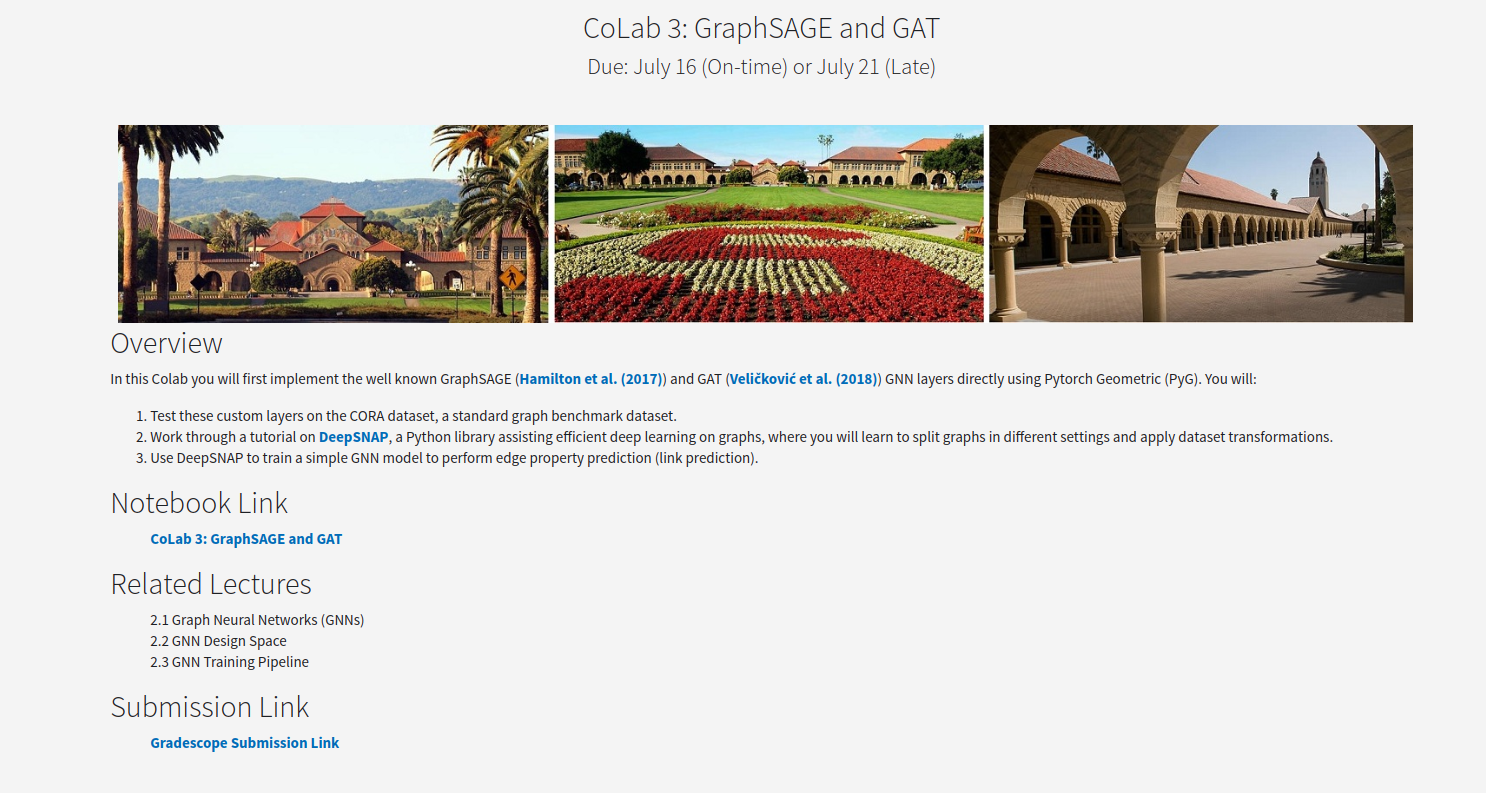 CoLab 3: GraphSAGE and GAT
Due: July 16 (On-time) or July 21 (Late)
Overview
In this Colab you will first implement the well known GraphSAGE (Hamilton et al. (2017)) and GAT (Veličković et al. (2018)) GNN layers directly using Pytorch Geometric (PyG). You will:
1. Test these custom layers on the CORA dataset, a standard graph benchmark dataset.
2. Work through a tutorial on DeepSNAP, a Python library assisting efficient deep learning on graphs, where you will learn to split graphs in different settings and apply dataset transformations.
3. Use DeepSNAP to train a simple GNN model to perform edge property prediction (link prediction).
Notebook Link
CoLab 3: GraphSAGE and GAT
Related Lectures
2.1 Graph Neural Networks (GNNs)
2.2 GNN Design Space
2.3 GNN Training Pipeline
Submission Link
Gradescope Submission Link